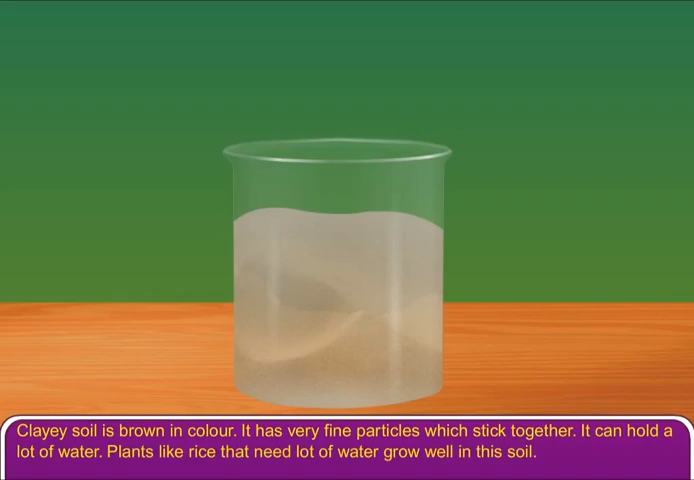 Clayey soil is brown in colour. It has very fine particles which stick together. It can hold a
lot of water. Plants like rice that need lot of water grow well in this soil.